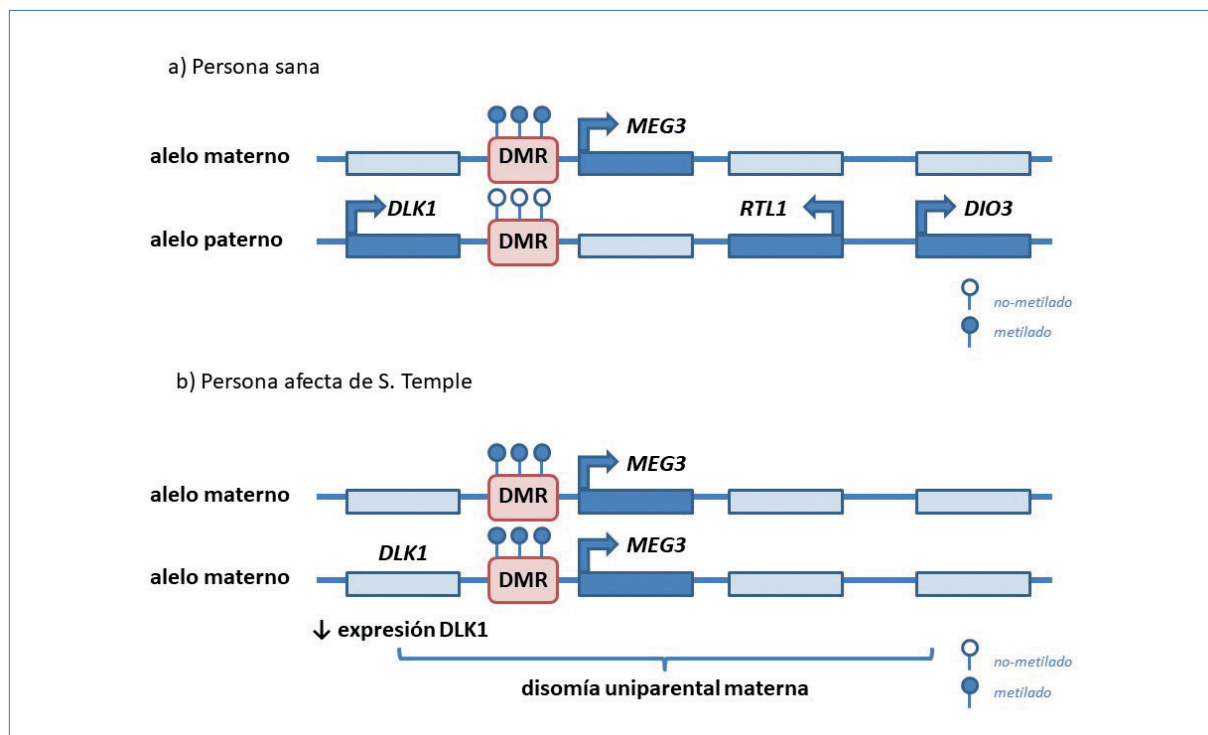 a) Persona sana
MEG3
alelo materno
DMR
DLK1
RTL1
DIO3
alelo paterno
DMR
no-metilado
metilado
b) Persona afecta de S. Temple
MEG3
alelo materno
DMR
DLK1
MEG3
alelo materno
DMR
↓ expresión DLK1
disomía uniparental materna
no-metilado
metilado